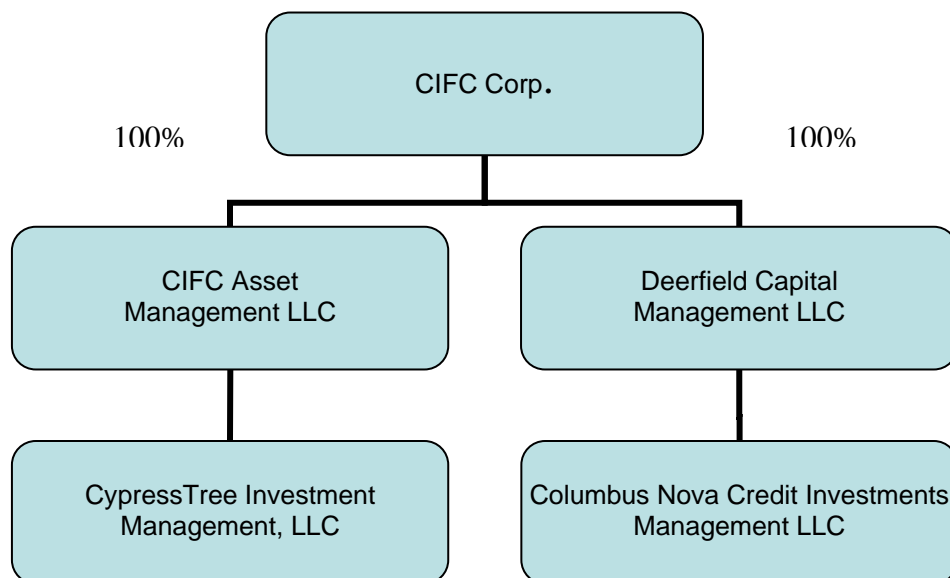 CIFC Corp.
100%
100%
CIFC Asset
Management LLC
Deerfield Capital
Management LLC
CypressTree Investment
Management, LLC
Columbus Nova Credit Investments
Management LLC